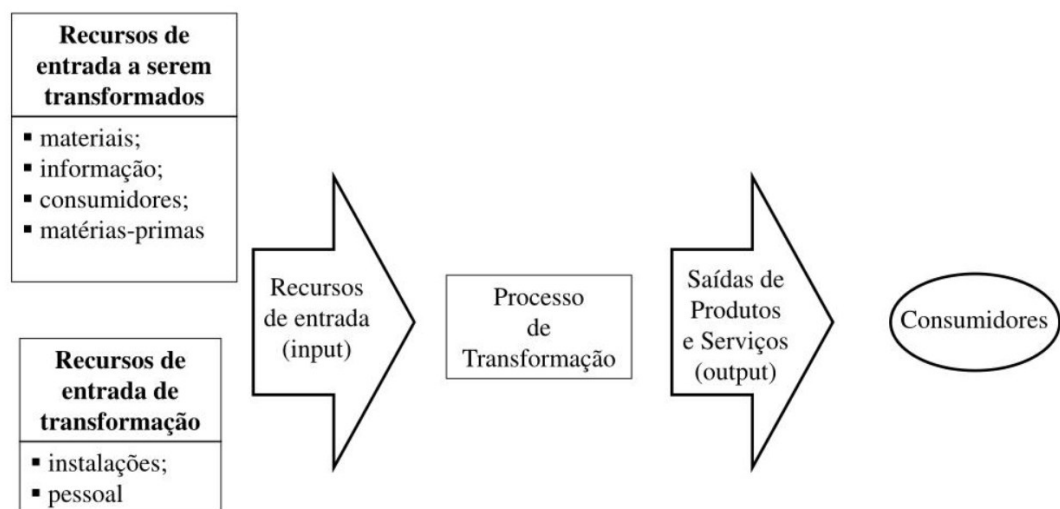 Recursos de
entrada a serem
transformados
▪ materiais;
▪ informação;
▪ consumidores;
▪ matérias-primas
Recursos de
entrada de
transformação
▪ instalações;
▪ pessoal
Recursos
de entrada
(input)
Processo
de
Transformação
Saídas de
Produtos
e Serviços
(output)
Consumidores